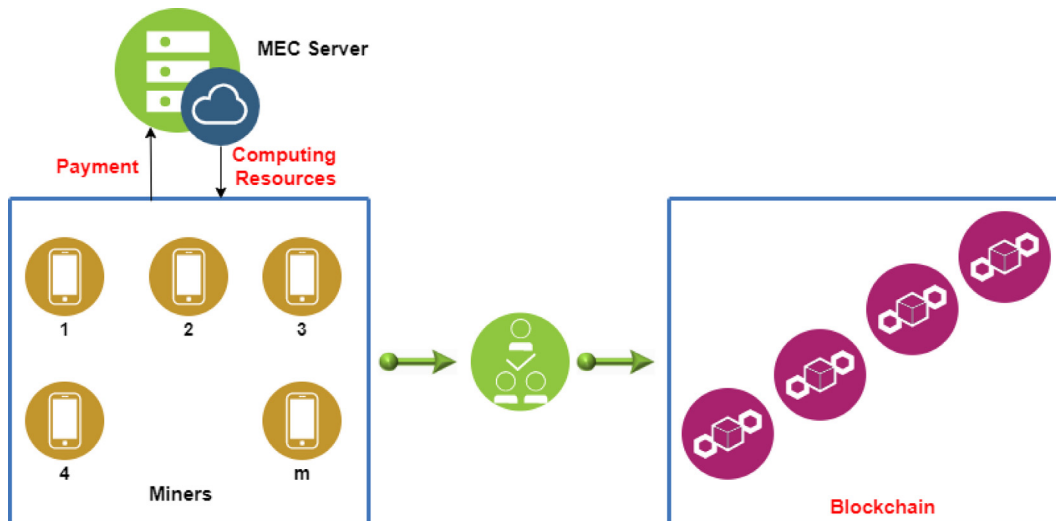 MEC Server
Payment
Computing
Resources
1
2
3
4
m
Miners
Blockchain